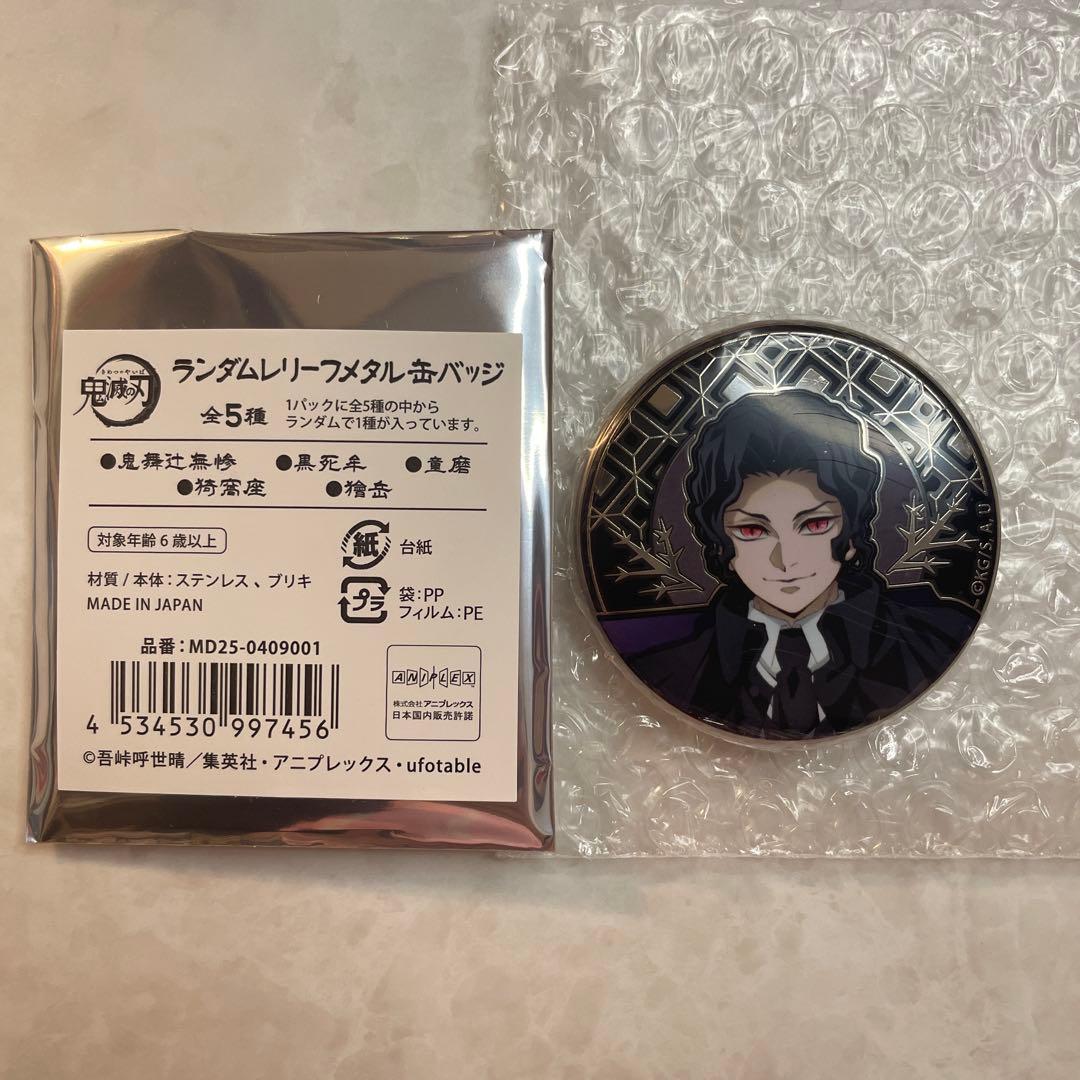 きめつのやいば
鬼滅の刃
ランダムレリーフメタル缶バッジ
全5種
1パックに全5種の中から
ランダムで1種が入っています。
●鬼舞辻無惨 ●黒死牟 ●童磨
●猗窩座 ●獪岳
対象年齢6歳以上
紙 台紙
材質/本体:ステンレス、ブリキ
MADE IN JAPAN
プラ 袋:PP
フィルム:PE
品番:MD25-0409001
ANIPLEX
株式会社アニプレックス
日本国内販売許諾
4 534530 997456
©吾峠呼世晴/集英社・アニプレックス・ufotable
©KG/S,A,U